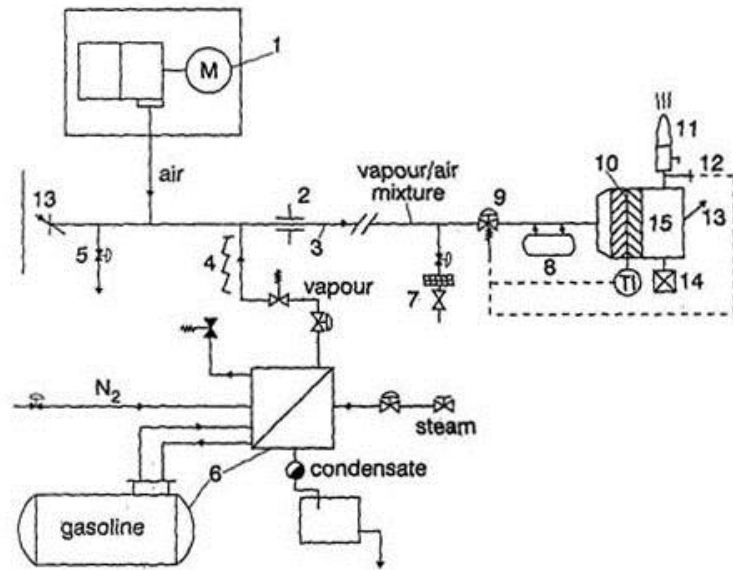 1
M
air
13
2
3
vapour/air
mixture
9
10
11
12
15
13
8
TI
14
5
4
vapour
7
N2
steam
6
condensate
gasoline